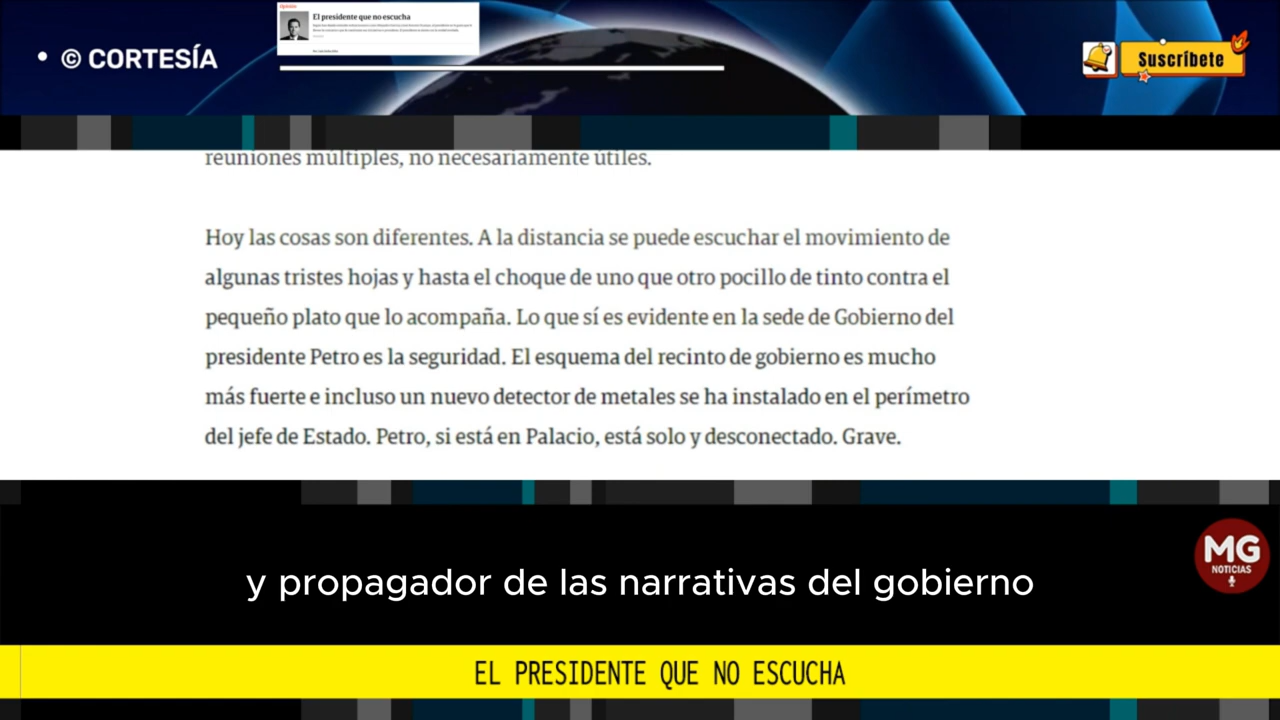 • © CORTESÍA
Opinión
El presidente que no escucha
Suscríbete
reuniones múltiples, no necesariamente útiles.
Hoy las cosas son diferentes. A la distancia se puede escuchar el movimiento de
algunas tristes hojas y hasta el choque de uno que otro pocillo de tinto contra el
pequeño plato que lo acompaña. Lo que sí es evidente en la sede de Gobierno del
presidente Petro es la seguridad. El esquema del recinto de gobierno es mucho
más fuerte e incluso un nuevo detector de metales se ha instalado en el perímetro
del jefe de Estado. Petro, si está en Palacio, está solo y desconectado. Grave.
MG
NOTICIAS
y propagador de las narrativas del gobierno
EL PRESIDENTE QUE NO ESCUCHA